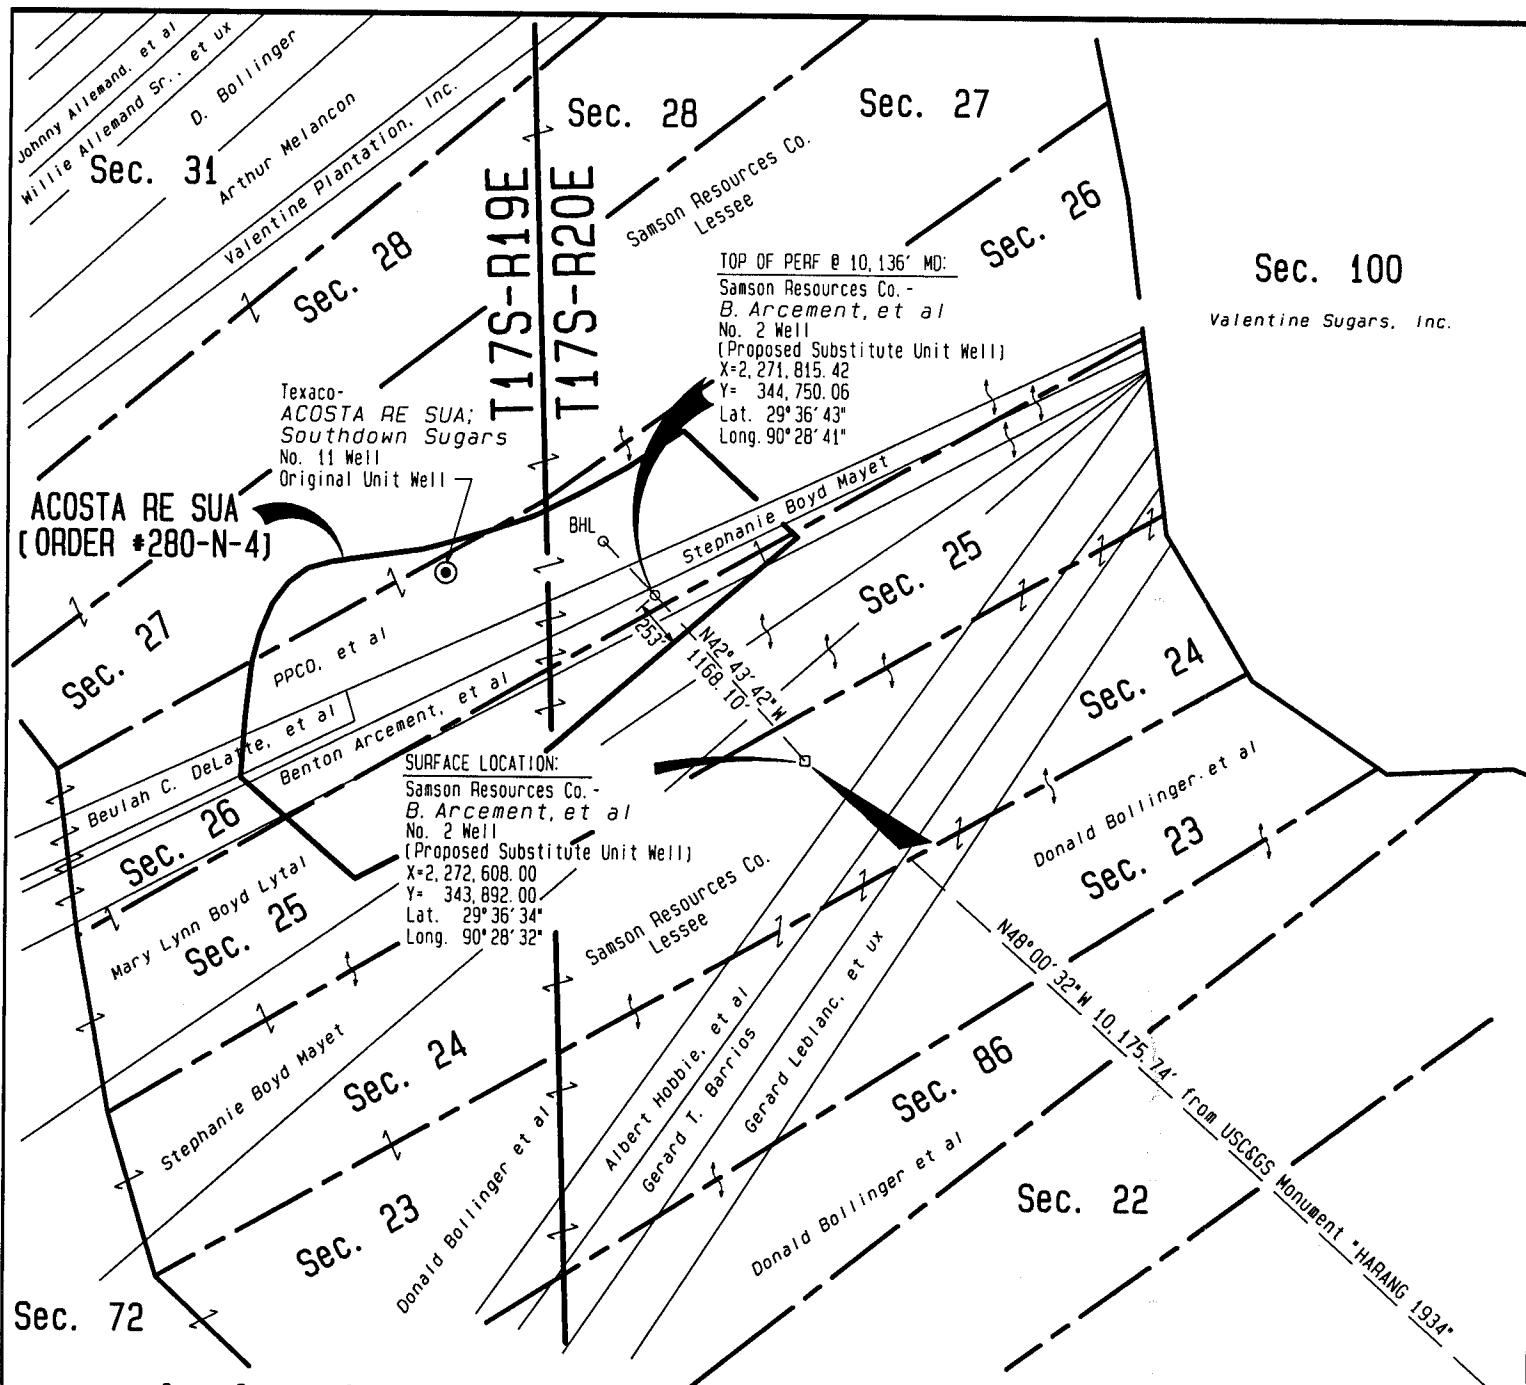 Johnny Allemand, et al
Willie Allemand Sr., et ux
D. Bollinger
Sec. 31
Arthur Melancon
Valentine Plantation, Inc.
Sec. 28
T17S-R19E
T17S-R20E
Sec. 28
Sec. 27
Samson Resources Co.
Lessee
Sec. 26
Sec. 100
Valentine Sugars, Inc.
TOP OF PERF @ 10,136' MD:
Samson Resources Co. -
B. Arcement, et al
No. 2 Well
(Proposed Substitute Unit Well)
X=2,271,815.42
Y= 344,750.06
Lat. 29°36'43"
Long. 90°28'41"
Texaco-
ACOSTA RE SUA;
Southdown Sugars
No. 11 Well
Original Unit Well
ACOSTA RE SUA
(ORDER #280-N-4)
BHL
Stephanie Boyd Mayet
Sec. 25
Sec. 27
PPCO, et al
253'
N42°43'42"W
1168.10'
Sec. 24
Beulah C. DeLatte, et al
Benton Arcement, et al
Sec. 26
SURFACE LOCATION:
Samson Resources Co. -
B. Arcement, et al
No. 2 Well
(Proposed Substitute Unit Well)
X=2,272,608.00
Y= 343,892.00
Lat. 29°36'34"
Long. 90°28'32"
Donald Bollinger, et al
Sec. 23
Mary Lynn Boyd Lytal
Sec. 25
Samson Resources Co.
Lessee
N48°00'32"W 10,175.74' from USC&GS Monument "HARANG 1934"
Stephanie Boyd Mayet
Sec. 24
Albert Hobbie, et al
Gerard T. Barrios
Gerard Leblanc, et ux
Sec. 86
Sec. 23
Donald Bollinger et al
Donald Bollinger et al
Sec. 22
Sec. 72